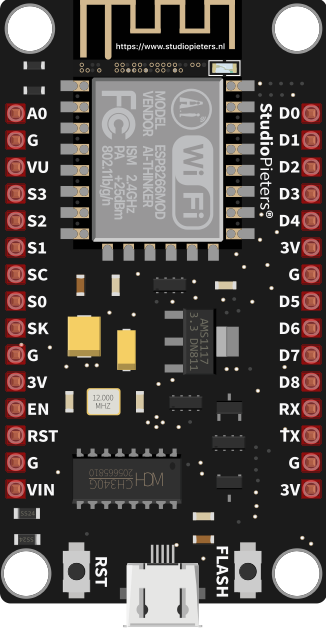 https://www.studiopieters.nl
A0
G
VU
S3
S2
S1
SC
S0
SK
G
3V
EN
RST
G
VIN
MODEL
VENDOR
ESP8266MOD
AI-THINKER
ISM 2.4GHz
PA +25dBm
802.11b/g/n
FC
Ai
Wi Fi
StudioPieters®
D0
D1
D2
D3
D4
3V
G
D5
D6
D7
D8
RX
TX
G
3V
AMS1117
3.3 DN811
12.000
MHZ
WCH
CH340G
RST
FLASH